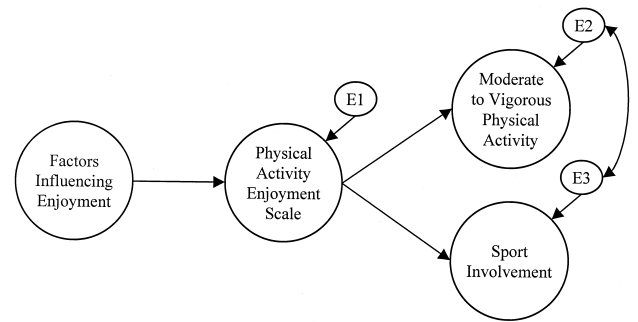 Factors
Influencing
Enjoyment
E1
Physical
Activity
Enjoyment
Scale
E2
Moderate
to Vigorous
Physical
Activity
E3
Sport
Involvement